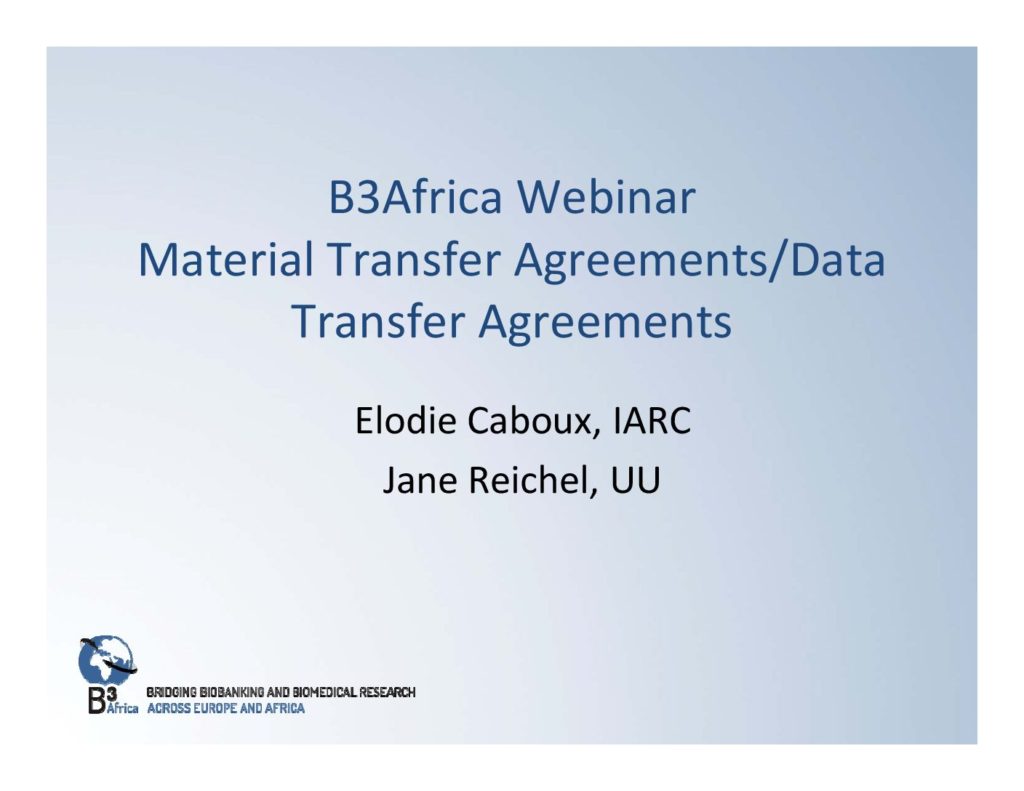 B3Africa Webinar
Material Transfer Agreements/Data
Transfer Agreements
Elodie Caboux, IARC
Jane Reichel, UU
B3 Africa
BRIDGING BIOBANKING AND BIOMEDICAL RESEARCH
ACROSS EUROPE AND AFRICA